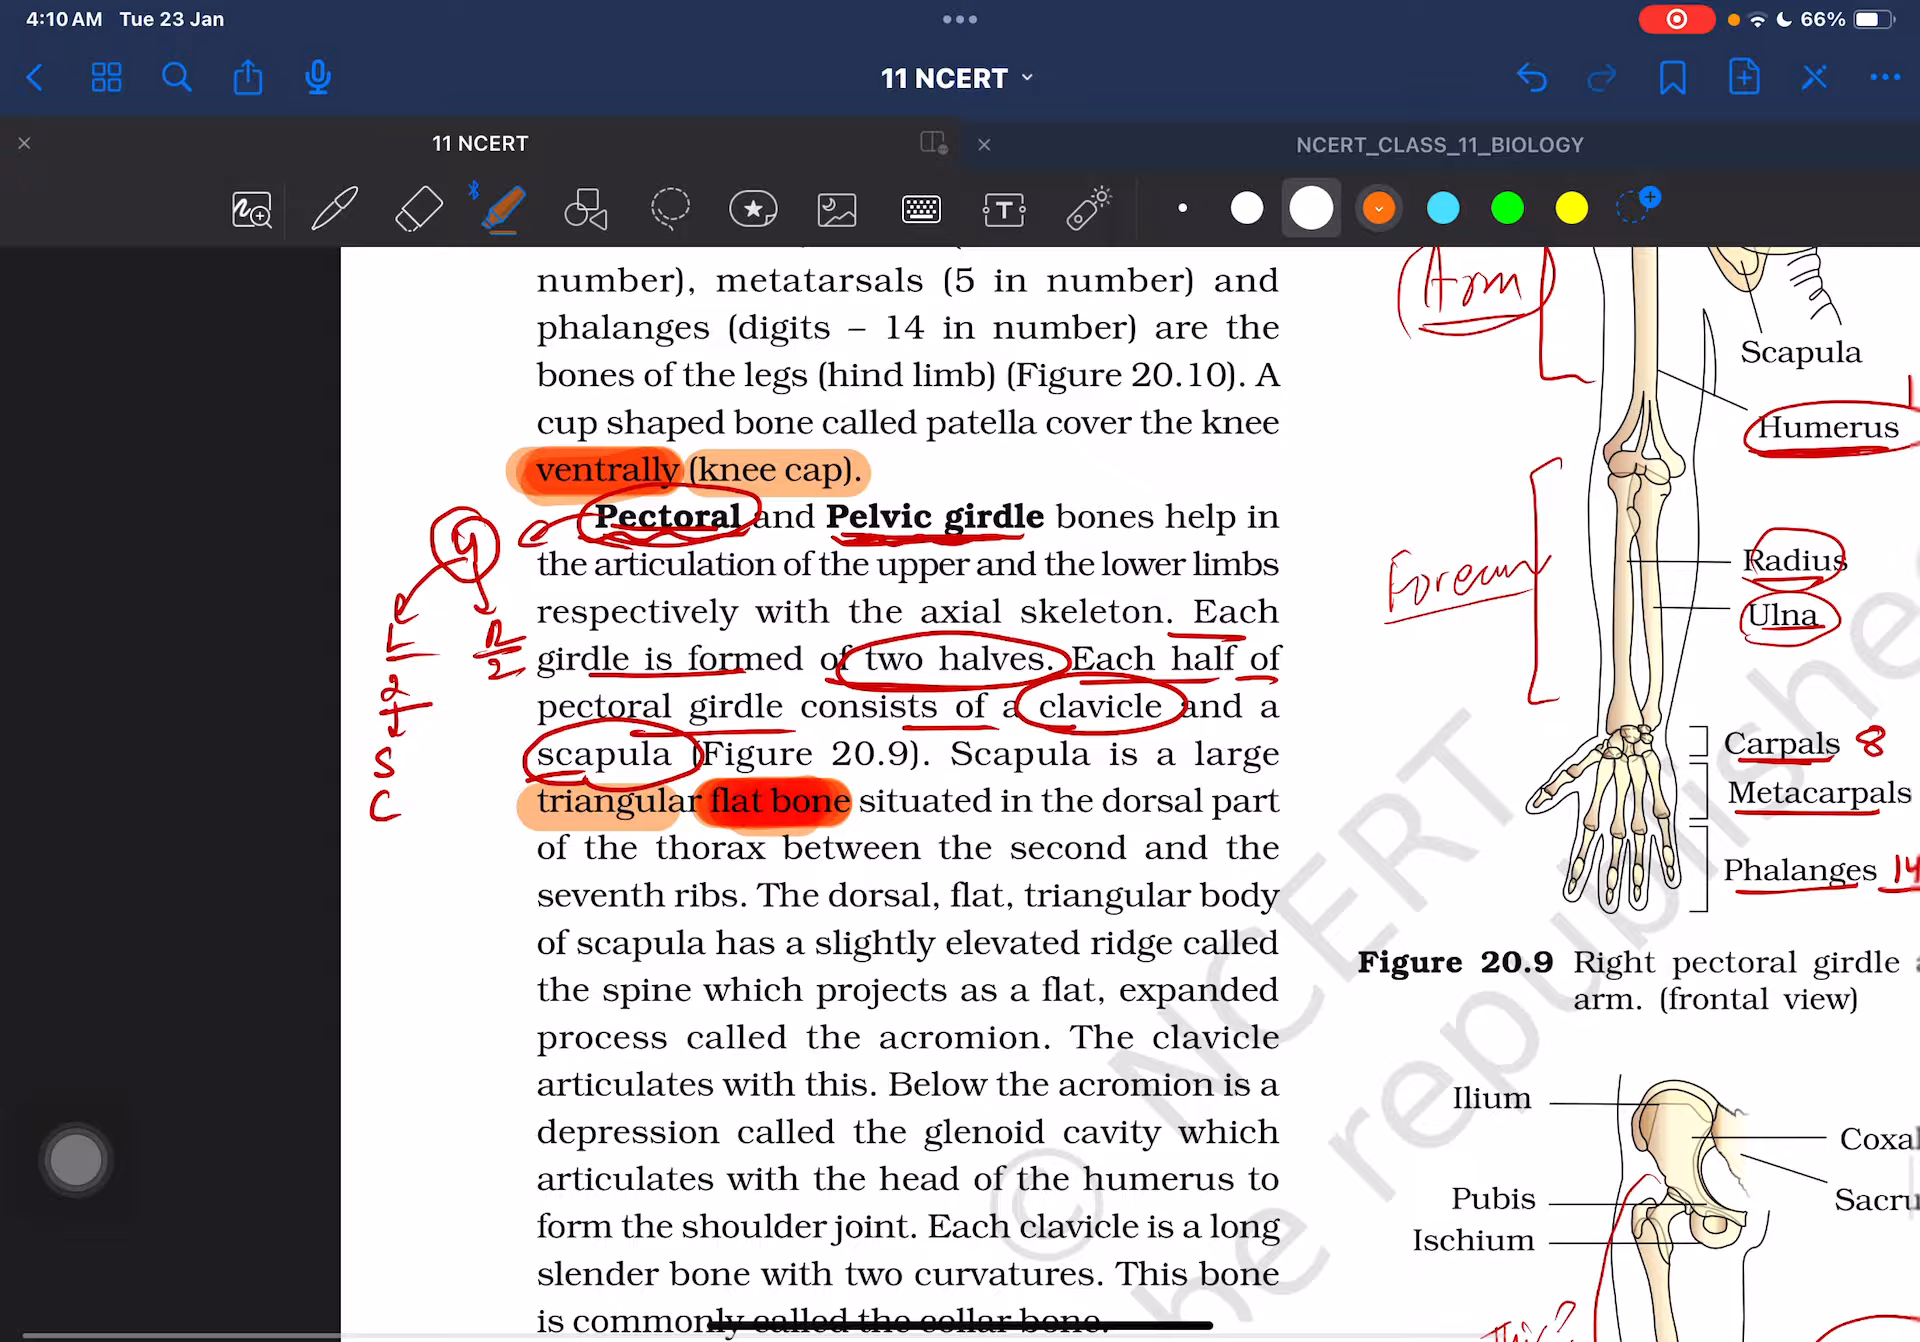 4:10 AM Tue 23 Jan
66%
11 NCERT
11 NCERT
NCERT_CLASS_11_BIOLOGY
number), metatarsals (5 in number) and
phalanges (digits – 14 in number) are the
bones of the legs (hind limb) (Figure 20.10). A
cup shaped bone called patella cover the knee
ventrally (knee cap).
Pectoral and Pelvic girdle bones help in
the articulation of the upper and the lower limbs
respectively with the axial skeleton. Each
girdle is formed of two halves. Each half of
pectoral girdle consists of a clavicle and a
scapula (Figure 20.9). Scapula is a large
triangular flat bone situated in the dorsal part
of the thorax between the second and the
seventh ribs. The dorsal, flat, triangular body
of scapula has a slightly elevated ridge called
the spine which projects as a flat, expanded
process called the acromion. The clavicle
articulates with this. Below the acromion is a
depression called the glenoid cavity which
articulates with the head of the humerus to
form the shoulder joint. Each clavicle is a long
slender bone with two curvatures. This bone
is commonly called the collar bone.
4
L
R
2
2
S
C
Arm
Scapula
Humerus
Forearm
Radius
Ulna
Carpals 8
Metacarpals
Phalanges 14
Figure 20.9 Right pectoral girdle
arm. (frontal view)
Ilium
Pubis
Ischium
© NCERT
republishe